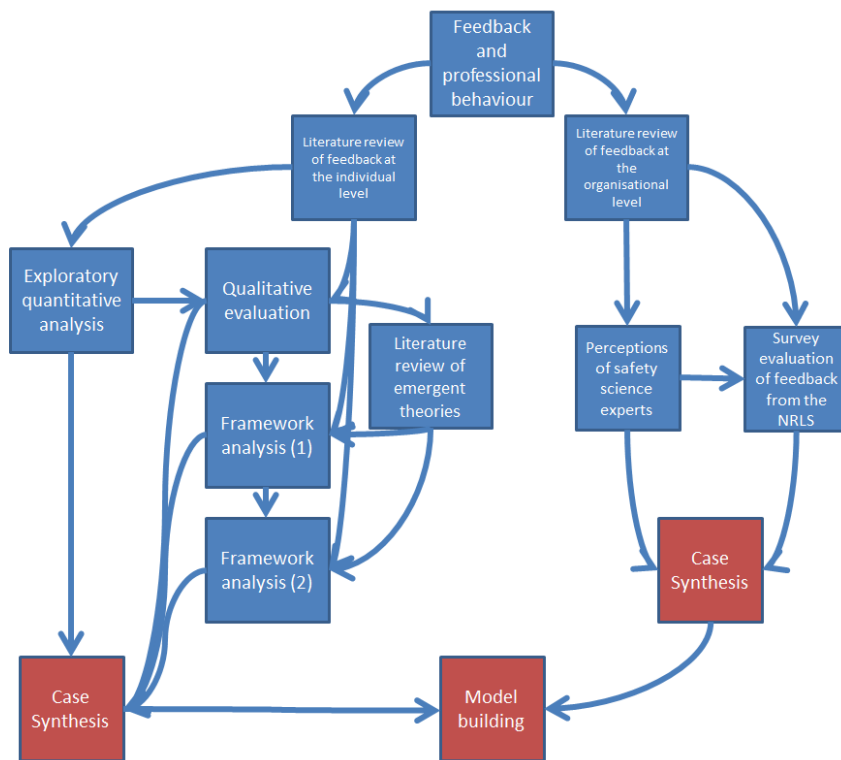 Feedback
and
professional
behaviour
Literature review
of feedback at
the individual
level
Literature review
of feedback at
the
organisational
level
Exploratory
quantitative
analysis
Qualitative
evaluation
Literature
review of
emergent
theories
Perceptions
of safety
science
experts
Survey
evaluation
of feedback
from the
NRLS
Framework
analysis (1)
Framework
analysis (2)
Case
Synthesis
Case
Synthesis
Model
building